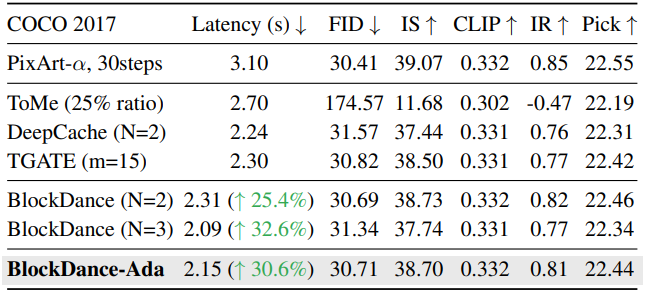 COCO 2017 Latency (s) ↓ FID ↓ IS ↑ CLIP ↑ IR ↑ Pick ↑
PixArt-α, 30steps 3.10 30.41 39.07 0.332 0.85 22.55
ToMe (25% ratio) 2.70 174.57 11.68 0.302 -0.47 22.19
DeepCache (N=2) 2.24 31.57 37.44 0.331 0.76 22.31
TGATE (m=15) 2.30 30.82 38.50 0.331 0.77 22.42
BlockDance (N=2) 2.31 (↑ 25.4%) 30.69 38.73 0.332 0.82 22.46
BlockDance (N=3) 2.09 (↑ 32.6%) 31.34 37.74 0.331 0.77 22.34
BlockDance-Ada 2.15 (↑ 30.6%) 30.71 38.70 0.332 0.81 22.44